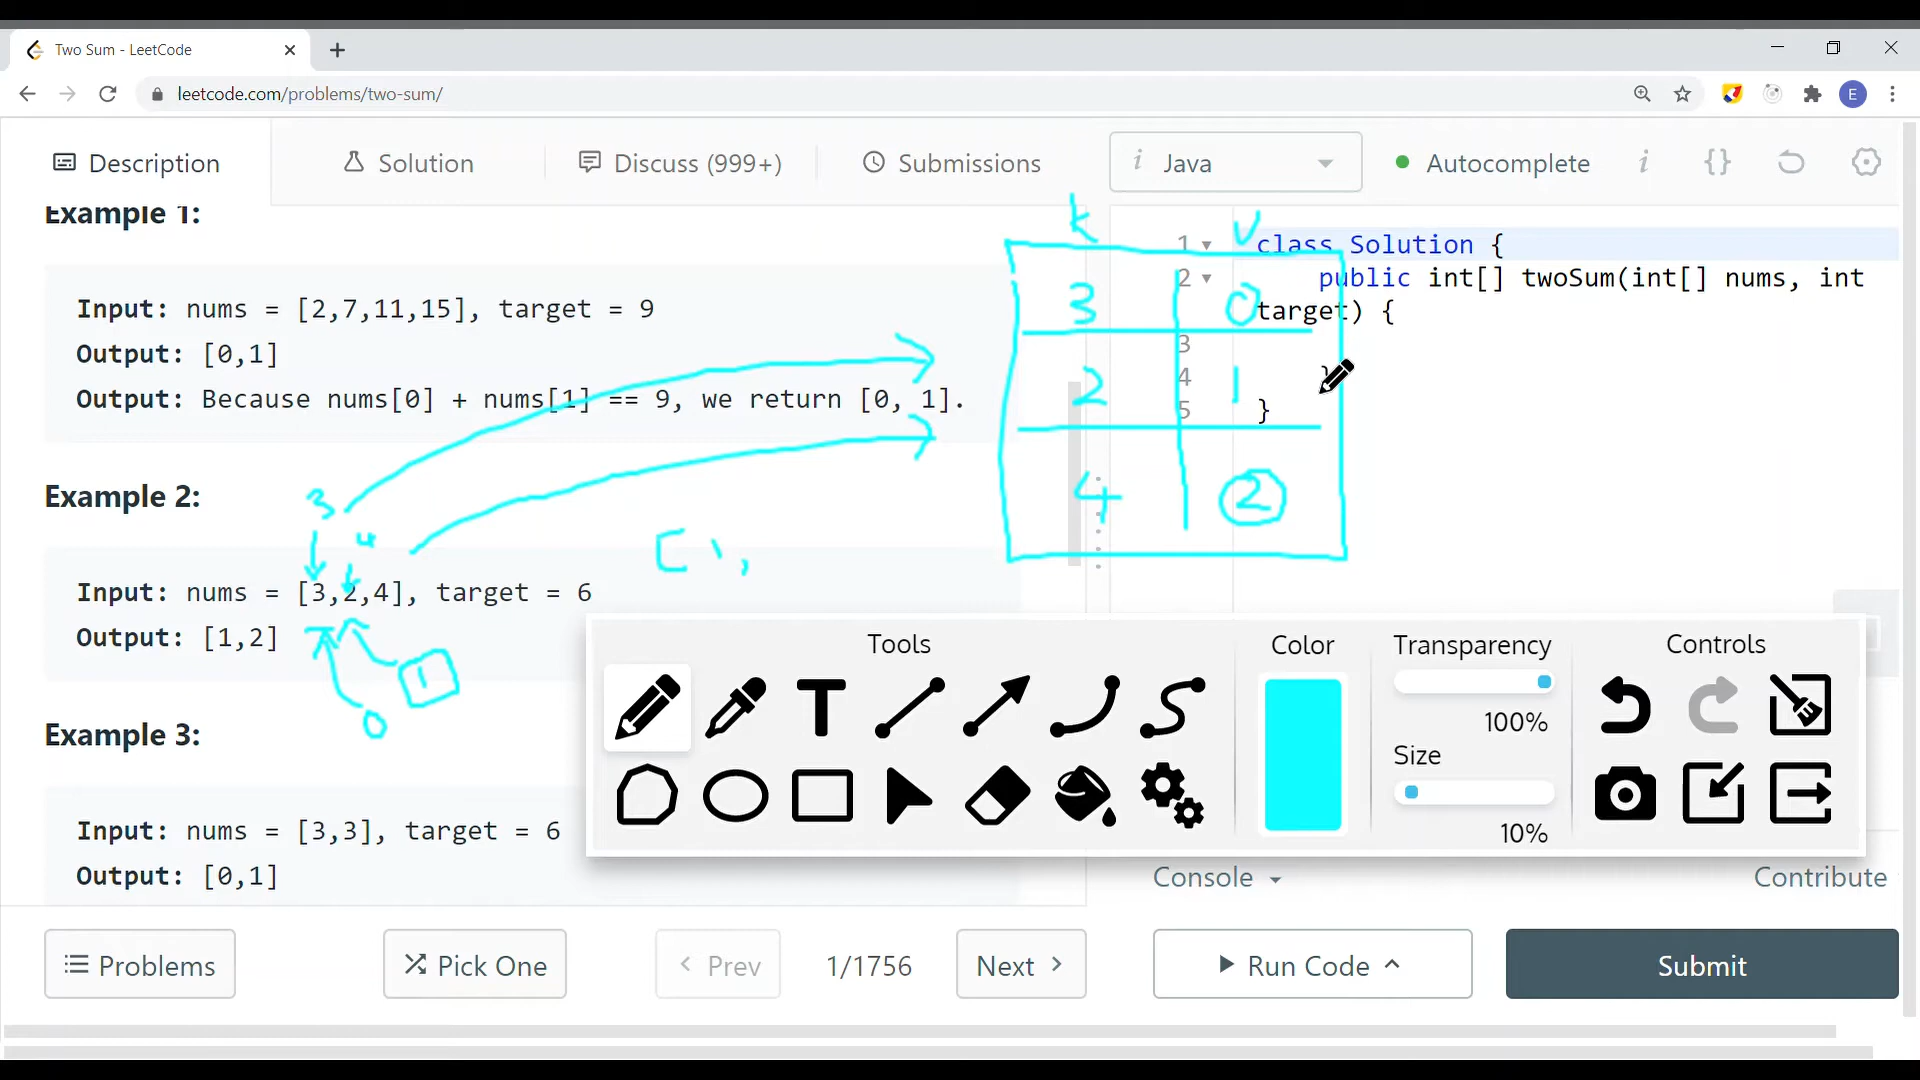 Two Sum - LeetCode
leetcode.com/problems/two-sum/
E
Description
Solution
Discuss (999+)
Submissions
i Java
Autocomplete
i
{}
Example 1:
Input: nums = [2,7,11,15], target = 9
Output: [0,1]
Output: Because nums[0] + nums[1] == 9, we return [0, 1].
Example 2:
3
4
Input: nums = [3,2,4], target = 6
Output: [1,2]
1
0
[1,
Example 3:
Input: nums = [3,3], target = 6
Output: [0,1]
k V
3 0
2 1
4 2
1 class Solution {
2 public int[] twoSum(int[] nums, int
target) {
3
4
5 }
Tools
T
Color
Transparency
100%
Size
10%
Controls
Console
Contribute
Problems
Pick One
Prev
1/1756
Next
Run Code
Submit